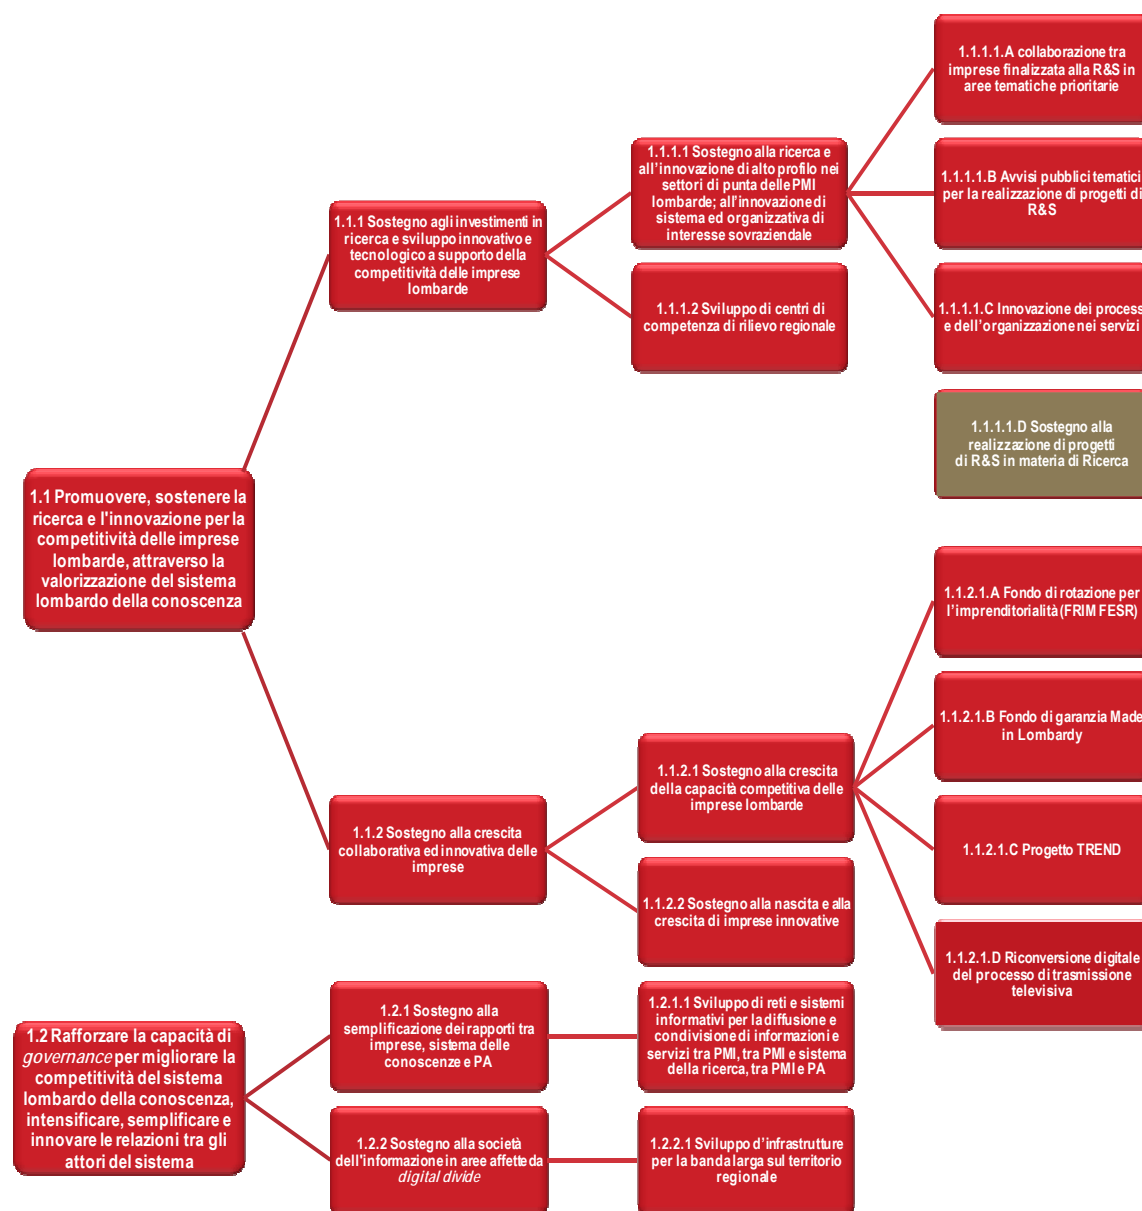 1.1 Promuovere, sostenere la
ricerca e l'innovazione per la
competitività delle imprese
lombarde, attraverso la
valorizzazione del sistema
lombardo della conoscenza
1.1.1 Sostegno agli investimenti in
ricerca e sviluppo innovativo e
tecnologico a supporto della
competitività delle imprese
lombarde
1.1.1.1 Sostegno alla ricerca e
all'innovazione di alto profilo nei
settori di punta delle PMI
lombarde; all'innovazione di
sistema ed organizzativa di
interesse sovraziendale
1.1.1.1.A collaborazione tra
imprese finalizzata alla R&S in
aree tematiche prioritarie
1.1.1.1.B Avvisi pubblici tematici
per la realizzazione di progetti di
R&S
1.1.1.1.C Innovazione dei process
e dell'organizzazione nei servizi
1.1.1.1.D Sostegno alla
realizzazione di progetti
di R&S in materia di Ricerca
1.1.1.2 Sviluppo di centri di
competenza di rilievo regionale
1.1.2 Sostegno alla crescita
collaborativa ed innovativa delle
imprese
1.1.2.1 Sostegno alla crescita
della capacità competitiva delle
imprese lombarde
1.1.2.1.A Fondo di rotazione per
l'imprenditorialità (FRIM FESR)
1.1.2.1.B Fondo di garanzia Made
in Lombardy
1.1.2.1.C Progetto TREND
1.1.2.1.D Riconversione digitale
del processo di trasmissione
televisiva
1.1.2.2 Sostegno alla nascita e alla
crescita di imprese innovative
1.2 Rafforzare la capacità di
governance per migliorare la
competitività del sistema
lombardo della conoscenza,
intensificare, semplificare e
innovare le relazioni tra gli
attori del sistema
1.2.1 Sostegno alla
semplificazione dei rapporti tra
imprese, sistema delle
conoscenze e PA
1.2.1.1 Sviluppo di reti e sistemi
informativi per la diffusione e
condivisione di informazioni e
servizi tra PMI, tra PMI e sistema
della ricerca, tra PMI e PA
1.2.2 Sostegno alla società
dell'informazione in aree affette da
digital divide
1.2.2.1 Sviluppo d'infrastrutture
per la banda larga sul territorio
regionale